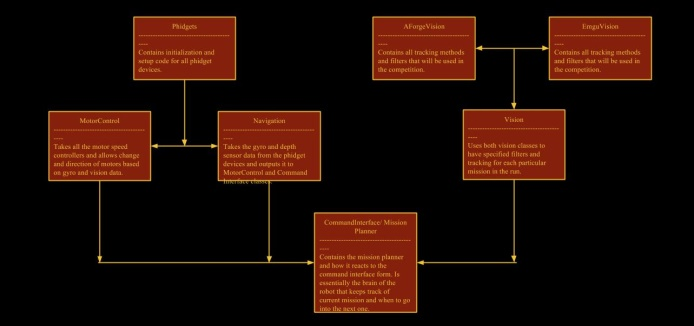 Phidgets
----------------------------------
----
Contains initialization and
setup code for all phidget
devices.
AForgeVision
----------------------------------
----
Contains all tracking methods
and filters that will be used in
the competition.
EmguVision
----------------------------------
----
Contains all tracking methods
and filters that will be used in
the competition.
MotorControl
----------------------------------
----
Takes all the motor speed
controllers and allows change
and direction of motors based
on gyro and vision data.
Navigation
----------------------------------
----
Takes the gyro and depth
sensor data from the phidget
devices and outputs it to
MotorControl and Command
Interface classes.
Vision
----------------------------------
----
Uses both vision classes to
have specified filters and
tracking for each particular
mission in the run.
CommandInterface/ Mission
Planner
----------------------------------
----
Contains the mission planner
and how it reacts to the
command interface form. Is
essentially the brain of the
robot that keeps track of
current mission and when to go
into the next one.